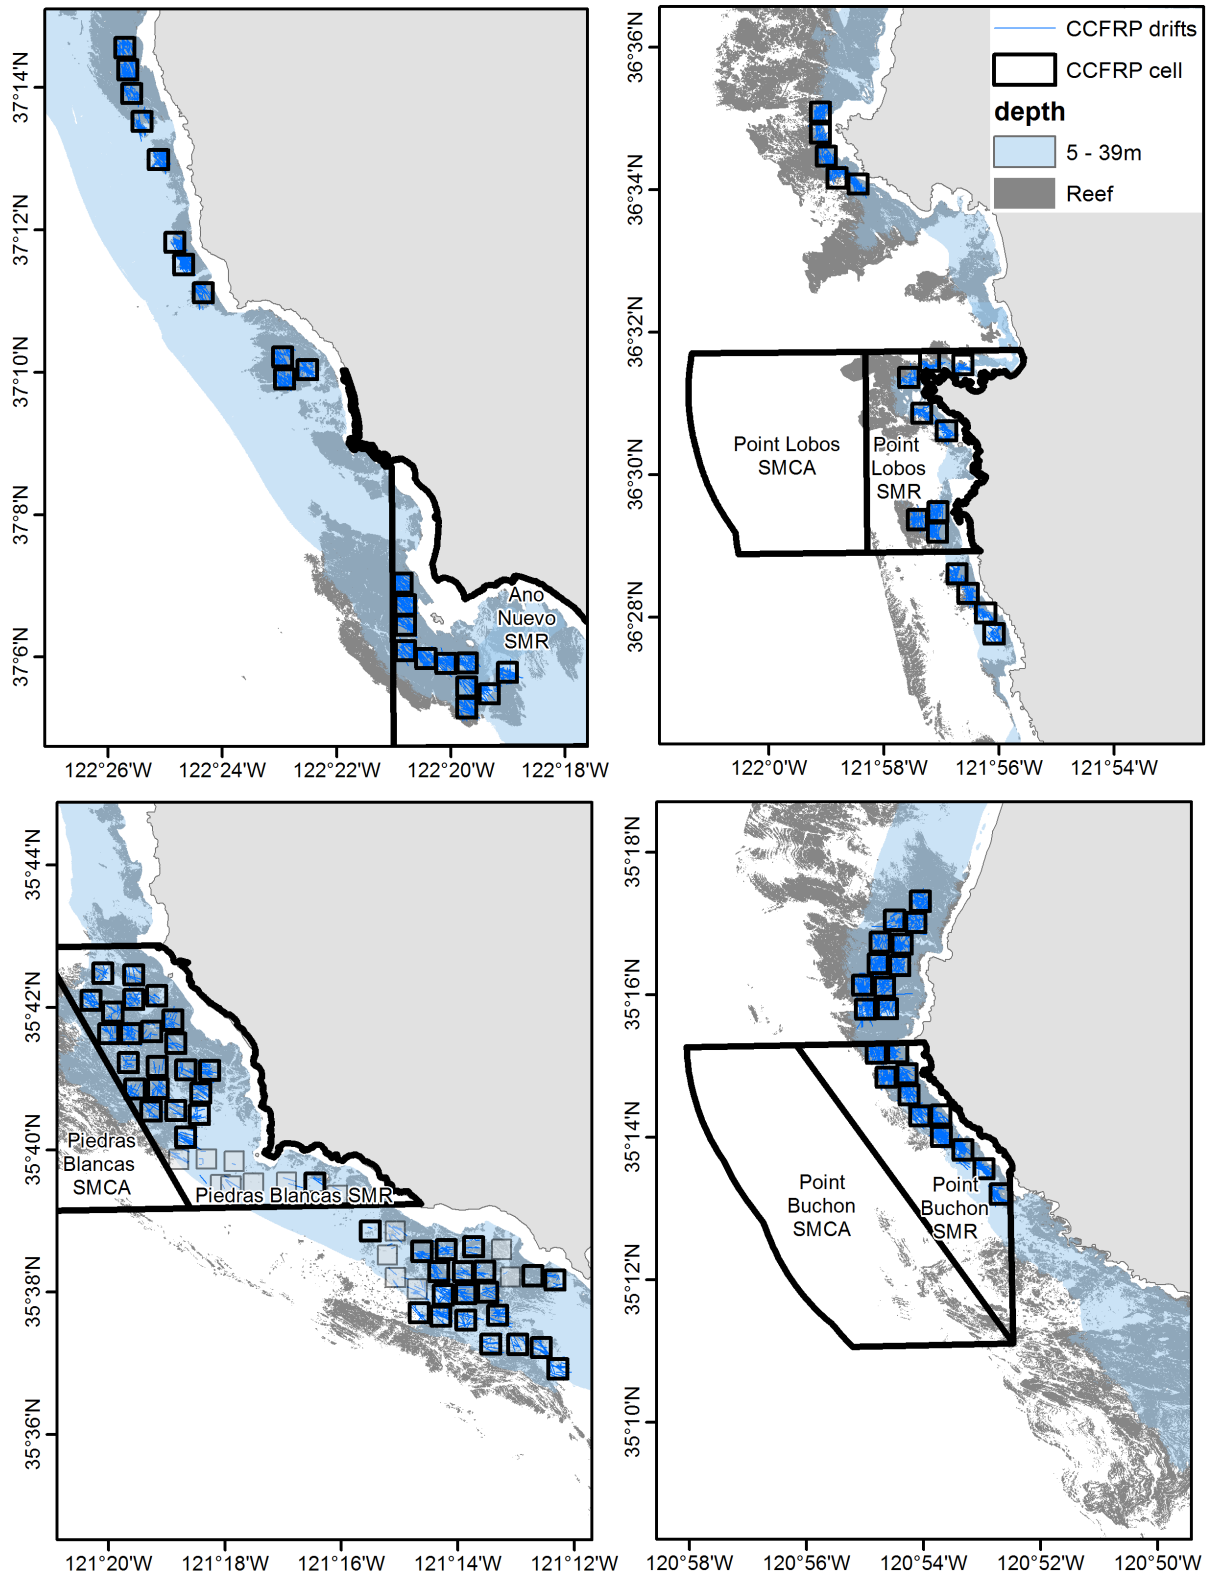 37°14'N
37°12'N
37°10'N
37°8'N
37°6'N
Ano
Nuevo
SMR
122°26'W
122°24'W
122°22'W
122°20'W
122°18'W
36°36'N
36°34'N
36°32'N
36°30'N
36°28'N
CCFRP drifts
CCFRP cell
depth
5 - 39m
Reef
Point Lobos
SMCA
Point
Lobos
SMR
122°0'W
121°58'W
121°56'W
121°54'W
35°44'N
35°42'N
35°40'N
35°38'N
35°36'N
Piedras
Blancas
SMCA
Piedras Blancas SMR
121°20'W
121°18'W
121°16'W
121°14'W
121°12'W
35°18'N
35°16'N
35°14'N
35°12'N
35°10'N
Point
Buchon
SMCA
Point
Buchon
SMR
120°58'W
120°56'W
120°54'W
120°52'W
120°50'W